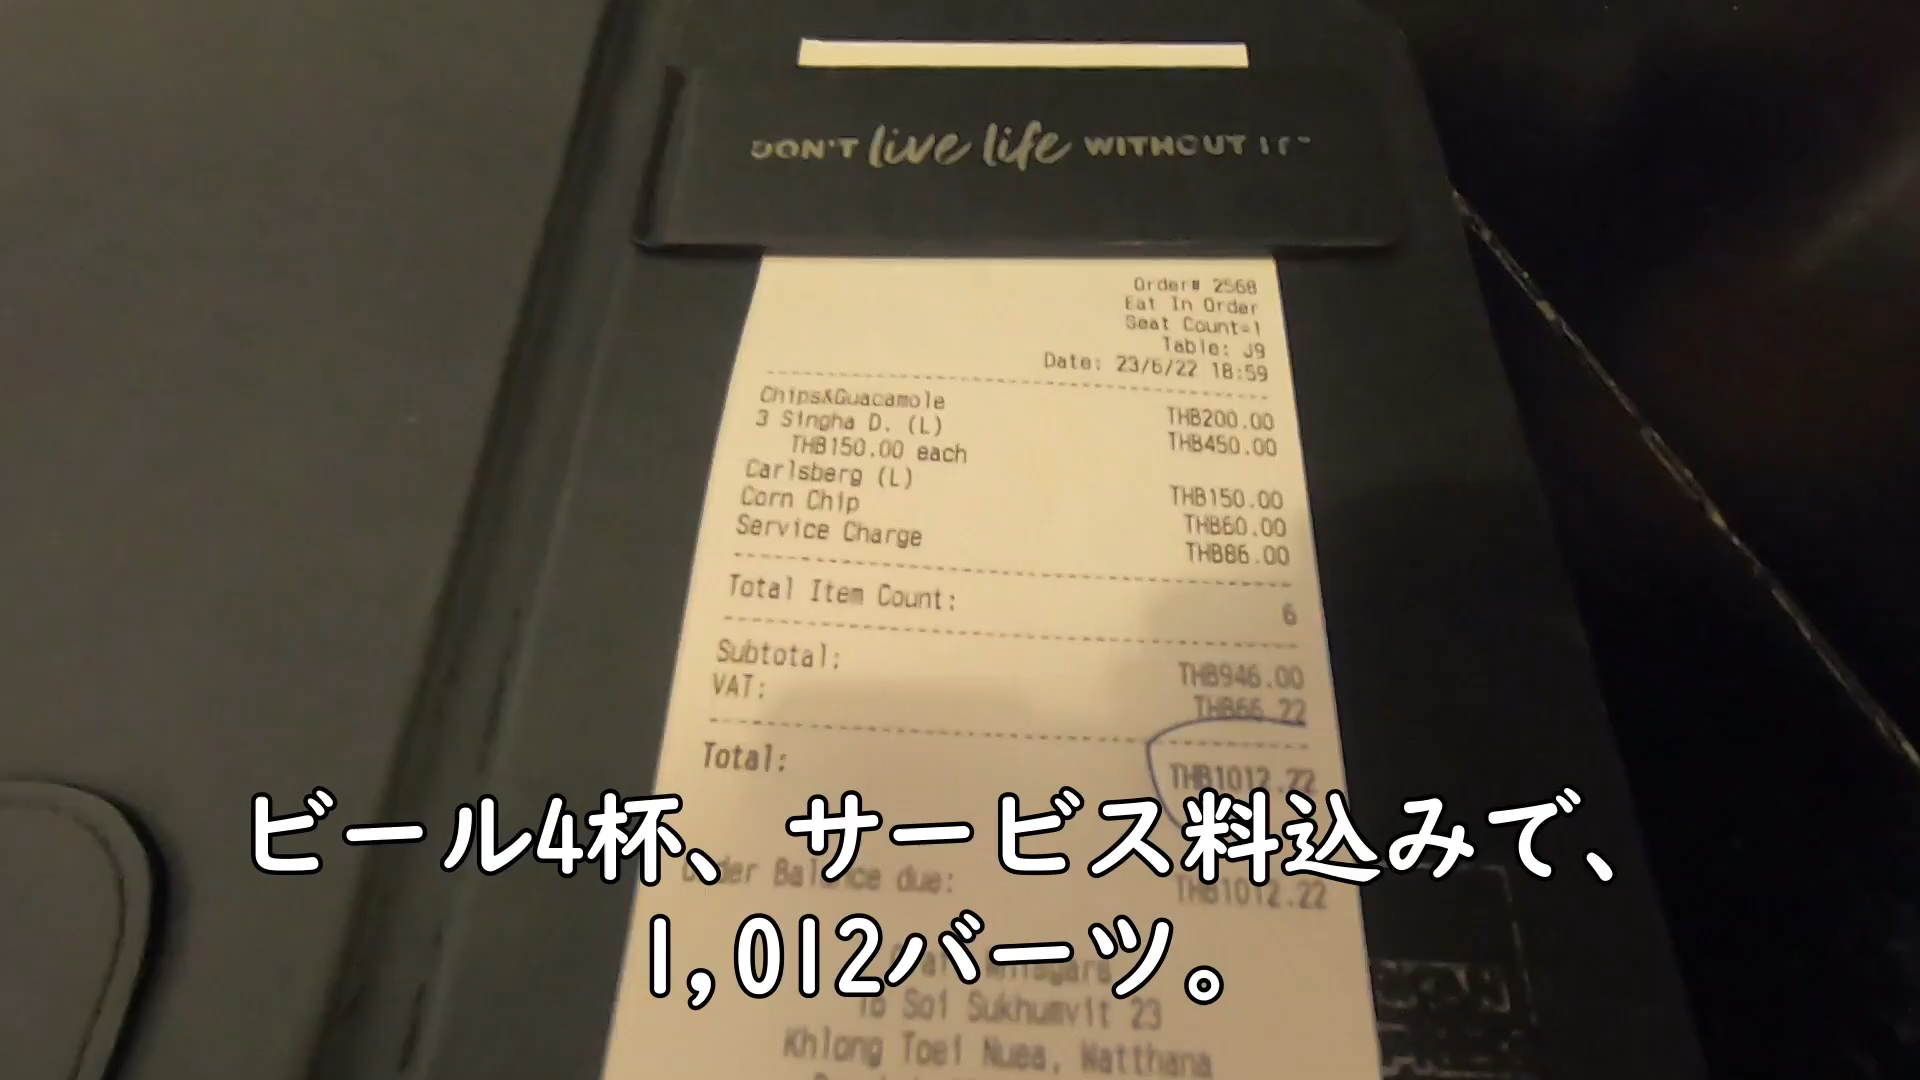 DON'T live life WITHOUT IT
Order# 2568
Eat In Order
Seat Count=1
Table: J9
Date: 23/6/22 18:59
Chips&Guacamole THB200.00
3 Singha D. (L) THB450.00
THB150.00 each
Carlsberg (L) THB150.00
Corn Chip THB60.00
Service Charge THB86.00
Total Item Count: 6
Subtotal: THB946.00
VAT: THB66.22
Total: THB1012.22
ビール4杯、サービス料込みで、
Order Balance due: THB1012.22
1,012バーツ。
18 Soi Sukhumvit 23
Khlong Toei Nuea, Watthana